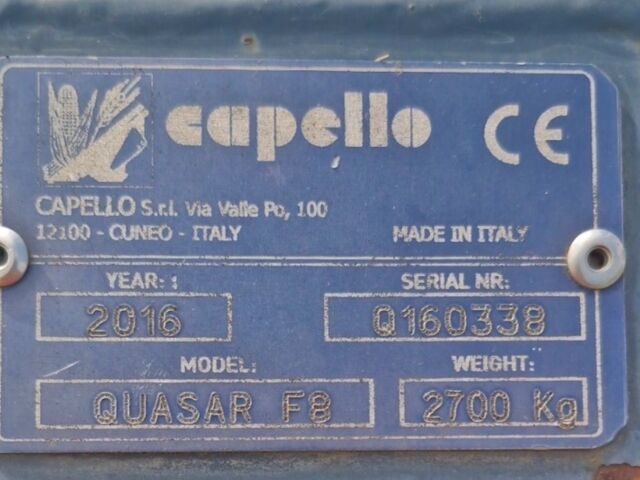 capello CE
CAPELLO S.r.l. Via Valle Po, 100
12100 - CUNEO - ITALY MADE IN ITALY
YEAR: : SERIAL NR:
2016 Q160338
MODEL: WEIGHT:
QUASAR F8 2700 Kg